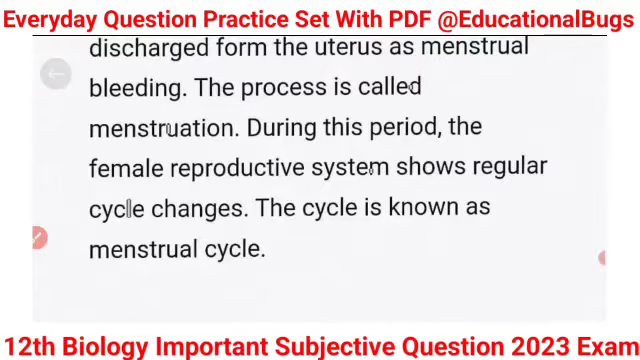 Everyday Question Practice Set With PDF @EducationalBugs
discharged form the uterus as menstrual
bleeding. The process is called
menstruation. During this period, the
female reproductive system shows regular
cycle changes. The cycle is known as
menstrual cycle.
12th Biology Important Subjective Question 2023 Exam